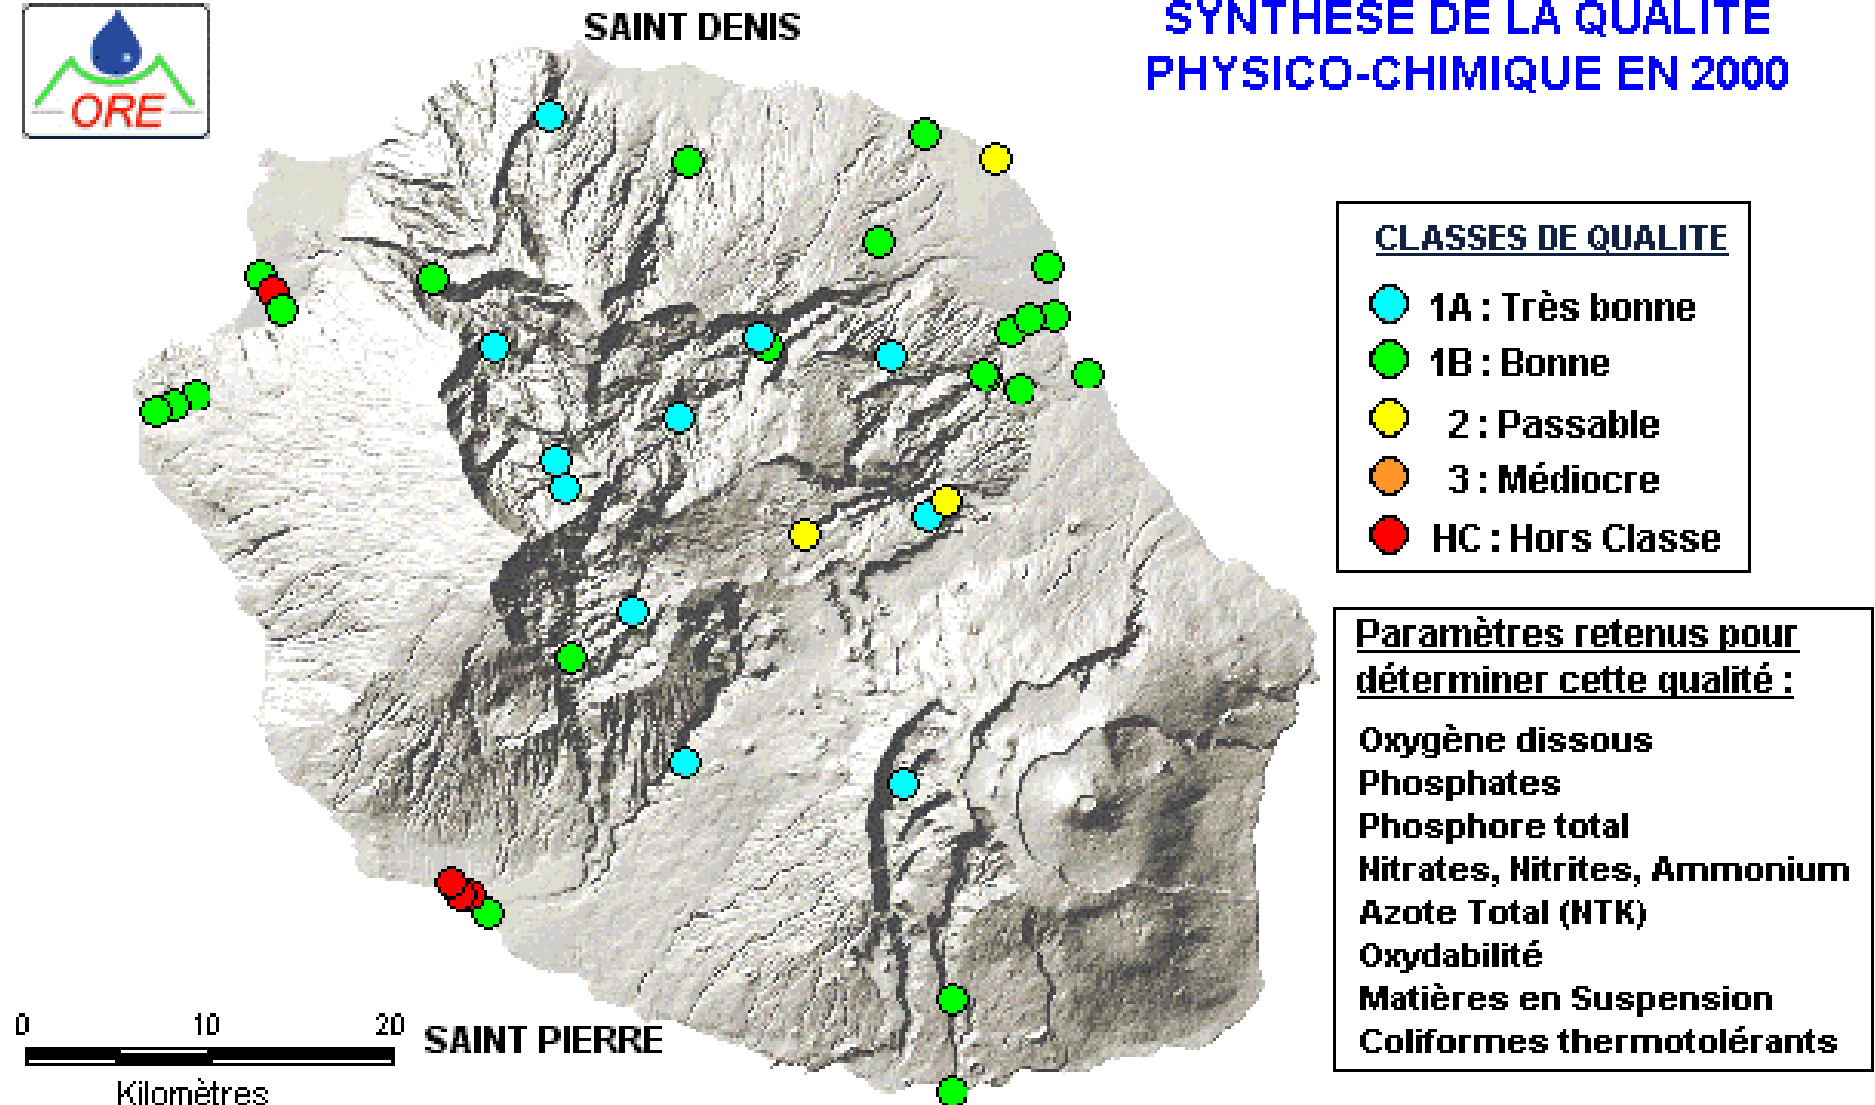 SYNTHESE DE LA QUALITE
PHYSICO-CHIMIQUE EN 2000
ORE
SAINT DENIS
CLASSES DE QUALITE
1A : Très bonne
1B : Bonne
2 : Passable
3 : Médiocre
HC : Hors Classe
Paramètres retenus pour
déterminer cette qualité :
Oxygène dissous
Phosphates
Phosphore total
Nitrates, Nitrites, Ammonium
Azote Total (NTK)
Oxydabilité
Matières en Suspension
Coliformes thermotolérants
0 10 20
Kilomètres
SAINT PIERRE